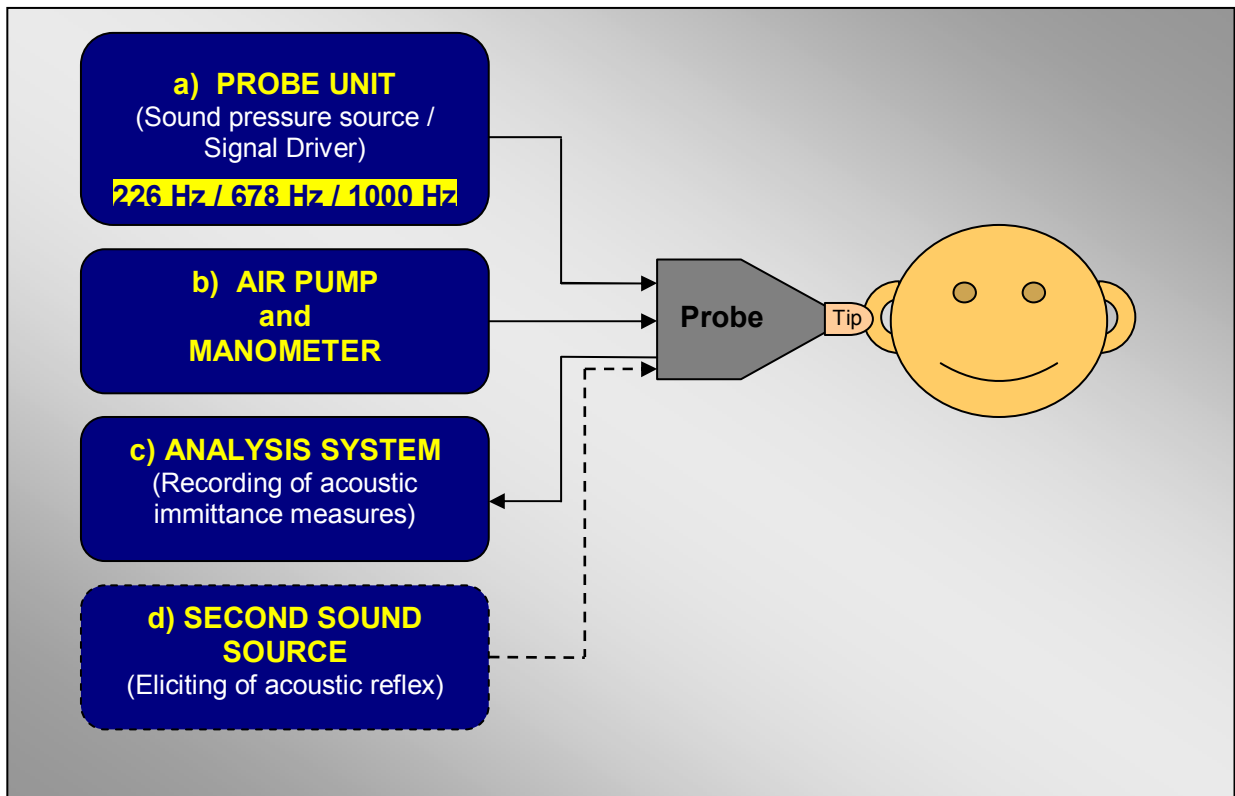 a) PROBE UNIT
(Sound pressure source /
Signal Driver)
226 Hz / 678 Hz / 1000 Hz
b) AIR PUMP
and
MANOMETER
c) ANALYSIS SYSTEM
(Recording of acoustic
immittance measures)
d) SECOND SOUND
SOURCE
(Eliciting of acoustic reflex)
Probe
Tip